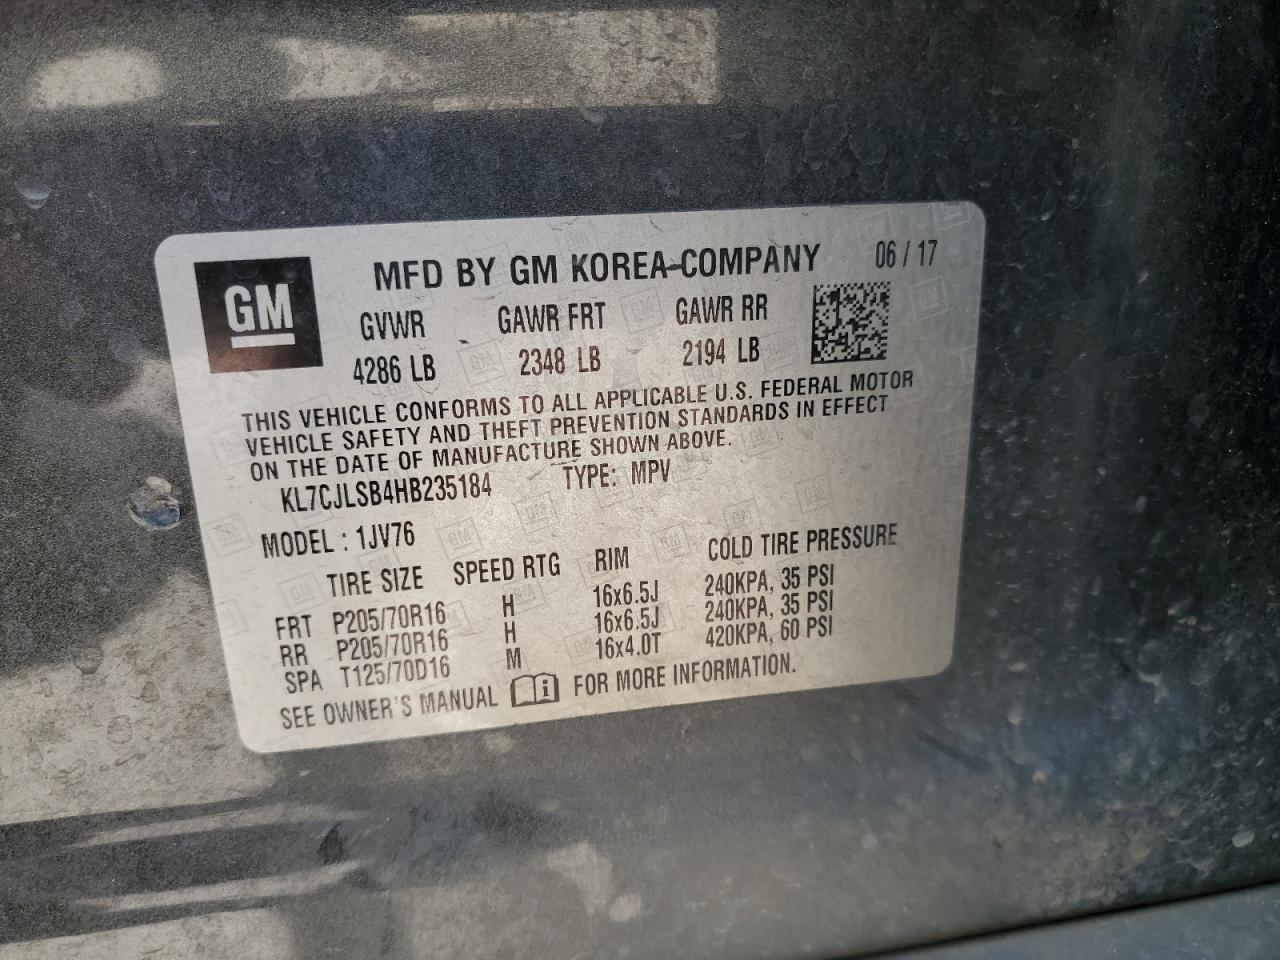 GM
MFD BY GM KOREA COMPANY 06 / 17
GVWR GAWR FRT GAWR RR
4286 LB 2348 LB 2194 LB
THIS VEHICLE CONFORMS TO ALL APPLICABLE U.S. FEDERAL MOTOR
VEHICLE SAFETY AND THEFT PREVENTION STANDARDS IN EFFECT
ON THE DATE OF MANUFACTURE SHOWN ABOVE.
KL7CJLSB4HB235184 TYPE: MPV
MODEL : 1JV76
TIRE SIZE SPEED RTG RIM COLD TIRE PRESSURE
FRT P205/70R16 H 16x6.5J 240KPA, 35 PSI
RR P205/70R16 H 16x6.5J 240KPA, 35 PSI
SPA T125/70D16 M 16x4.0T 420KPA, 60 PSI
SEE OWNER'S MANUAL FOR MORE INFORMATION.